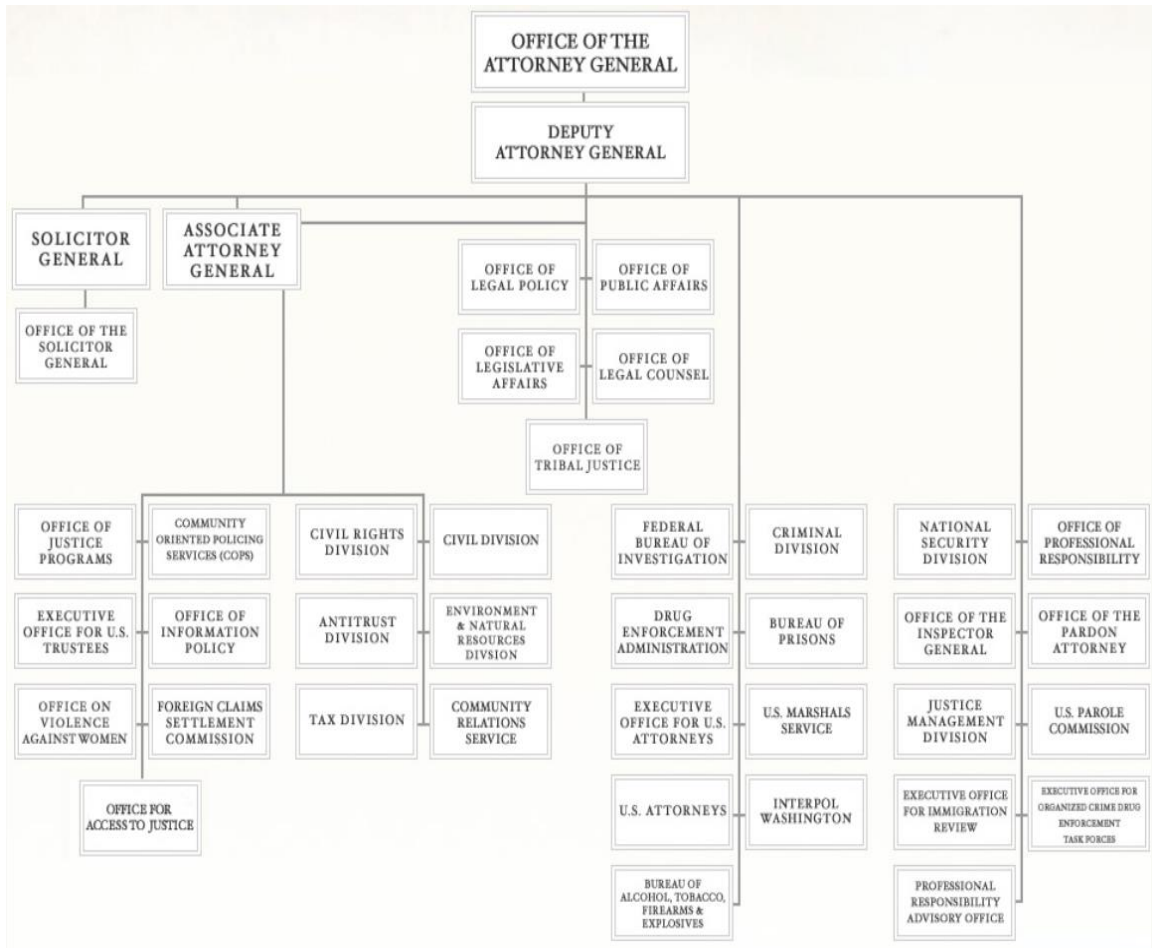 OFFICE OF THE
ATTORNEY GENERAL
DEPUTY
ATTORNEY GENERAL
SOLICITOR
GENERAL
ASSOCIATE
ATTORNEY
GENERAL
OFFICE OF THE
SOLICITOR
GENERAL
OFFICE OF
LEGAL POLICY
OFFICE OF
PUBLIC AFFAIRS
OFFICE OF
LEGISLATIVE
AFFAIRS
OFFICE OF
LEGAL COUNSEL
OFFICE OF
TRIBAL JUSTICE
OFFICE OF
JUSTICE
PROGRAMS
COMMUNITY
ORIENTED POLICING
SERVICES (COPS)
CIVIL RIGHTS
DIVISION
CIVIL DIVISION
FEDERAL
BUREAU OF
INVESTIGATION
CRIMINAL
DIVISION
NATIONAL
SECURITY
DIVISION
OFFICE OF
PROFESSIONAL
RESPONSIBILITY
EXECUTIVE
OFFICE FOR U.S.
TRUSTEES
OFFICE OF
INFORMATION
POLICY
ANTITRUST
DIVISION
ENVIRONMENT
& NATURAL
RESOURCES
DIVSION
DRUG
ENFORCEMENT
ADMINISTRATION
BUREAU OF
PRISONS
OFFICE OF THE
INSPECTOR
GENERAL
OFFICE OF THE
PARDON
ATTORNEY
OFFICE ON
VIOLENCE
AGAINST WOMEN
FOREIGN CLAIMS
SETTLEMENT
COMMISSION
TAX DIVISION
COMMUNITY
RELATIONS
SERVICE
EXECUTIVE
OFFICE FOR U.S.
ATTORNEYS
U.S. MARSHALS
SERVICE
JUSTICE
MANAGEMENT
DIVISION
U.S. PAROLE
COMMISSION
OFFICE FOR
ACCESS TO JUSTICE
U.S. ATTORNEYS
INTERPOL
WASHINGTON
EXECUTIVE OFFICE
FOR IMMIGRATION
REVIEW
EXECUTIVE OFFICE FOR
ORGANIZED CRIME DRUG
ENFORCEMENT
TASK FORCES
BUREAU OF
ALCOHOL, TOBACCO,
FIREARMS &
EXPLOSIVES
PROFESSIONAL
RESPONSIBILITY
ADVISORY OFFICE